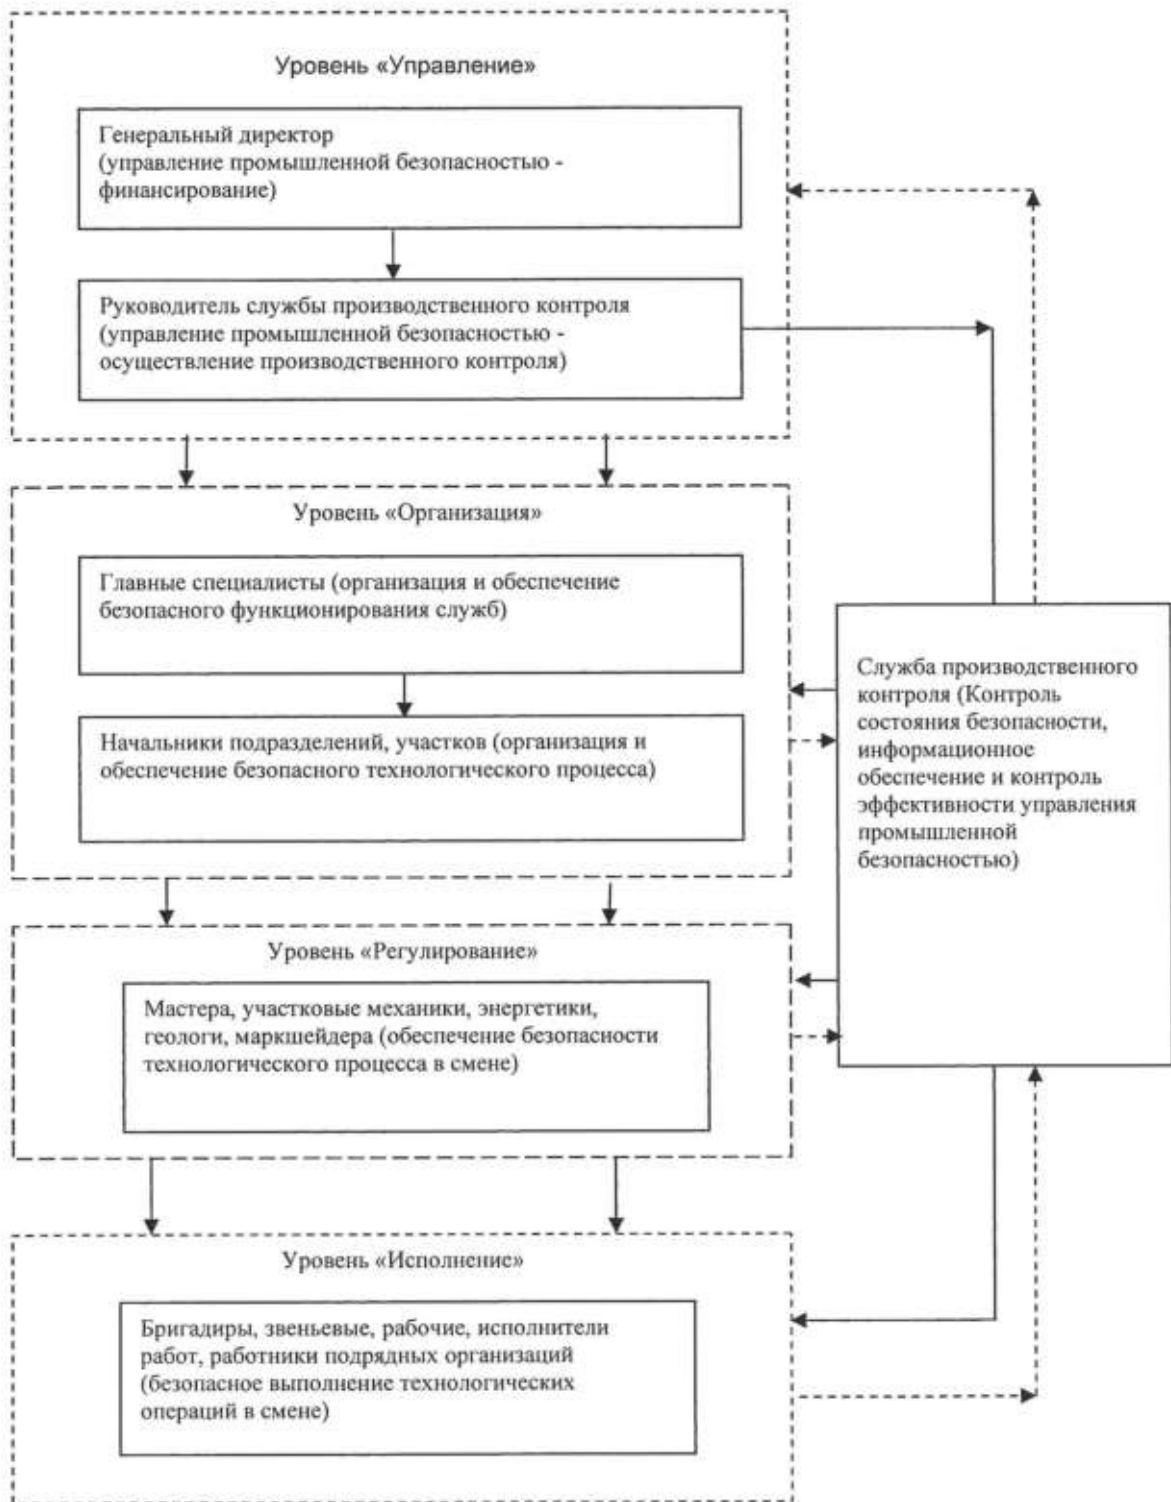 Уровень «Управление»
Генеральный директор
(управление промышленной безопасностью -
финансирование)
Руководитель службы производственного контроля
(управление промышленной безопасностью -
осуществление производственного контроля)
Уровень «Организация»
Главные специалисты (организация и обеспечение
безопасного функционирования служб)
Начальники подразделений, участков (организация и
обеспечение безопасного технологического процесса)
Служба производственного
контроля (Контроль
состояния безопасности,
информационное
обеспечение и контроль
эффективности управления
промышленной
безопасностью)
Уровень «Регулирование»
Мастера, участковые механики, энергетики,
геологи, маркшейдера (обеспечение безопасности
технологического процесса в смене)
Уровень «Исполнение»
Бригадиры, звеньевые, рабочие, исполнители
работ, работники подрядных организаций
(безопасное выполнение технологических
операций в смене)